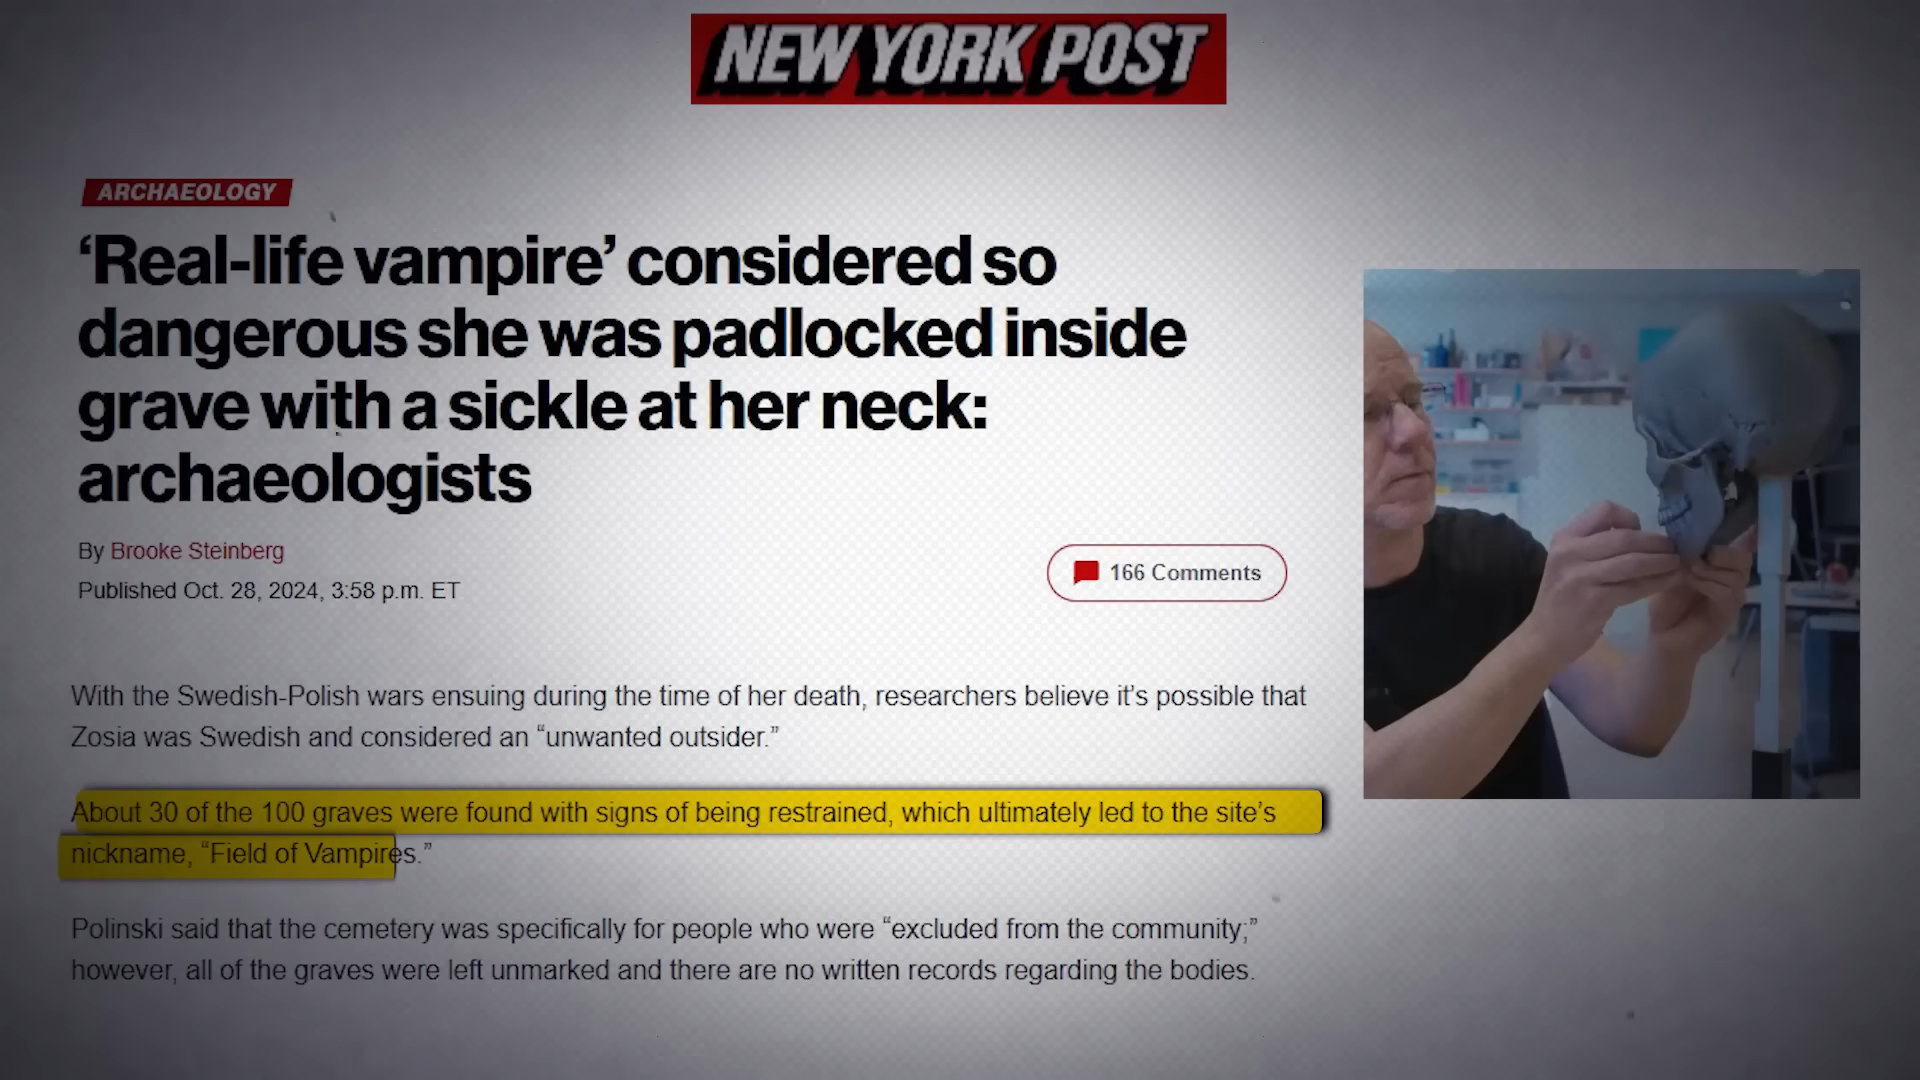 NEW YORK POST
ARCHAEOLOGY
‘Real-life vampire’ considered so
dangerous she was padlocked inside
grave with a sickle at her neck:
archaeologists
By Brooke Steinberg
Published Oct. 28, 2024, 3:58 p.m. ET
166 Comments
With the Swedish-Polish wars ensuing during the time of her death, researchers believe it’s possible that
Zosia was Swedish and considered an “unwanted outsider.”
About 30 of the 100 graves were found with signs of being restrained, which ultimately led to the site’s
nickname, “Field of Vampires.”
Polinski said that the cemetery was specifically for people who were “excluded from the community;”
however, all of the graves were left unmarked and there are no written records regarding the bodies.